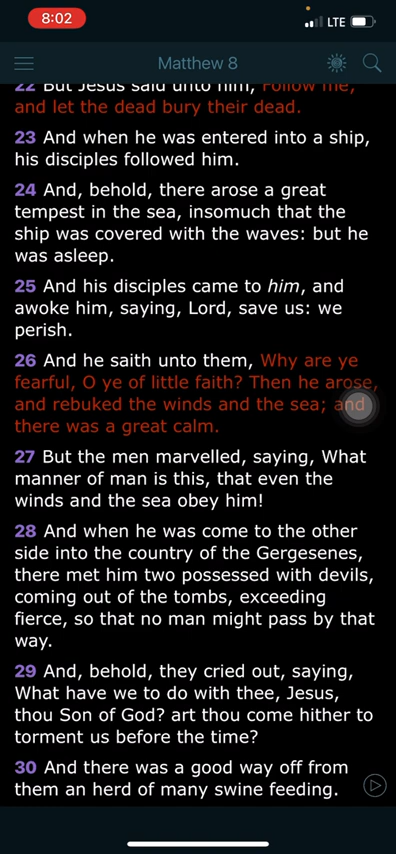 8:02
LTE
Matthew 8
22 But Jesus said unto him, Follow me,
and let the dead bury their dead.
23 And when he was entered into a ship,
his disciples followed him.
24 And, behold, there arose a great
tempest in the sea, insomuch that the
ship was covered with the waves: but he
was asleep.
25 And his disciples came to him, and
awoke him, saying, Lord, save us: we
perish.
26 And he saith unto them, Why are ye
fearful, O ye of little faith? Then he arose,
and rebuked the winds and the sea; and
there was a great calm.
27 But the men marvelled, saying, What
manner of man is this, that even the
winds and the sea obey him!
28 And when he was come to the other
side into the country of the Gergesenes,
there met him two possessed with devils,
coming out of the tombs, exceeding
fierce, so that no man might pass by that
way.
29 And, behold, they cried out, saying,
What have we to do with thee, Jesus,
thou Son of God? art thou come hither to
torment us before the time?
30 And there was a good way off from
them an herd of many swine feeding.